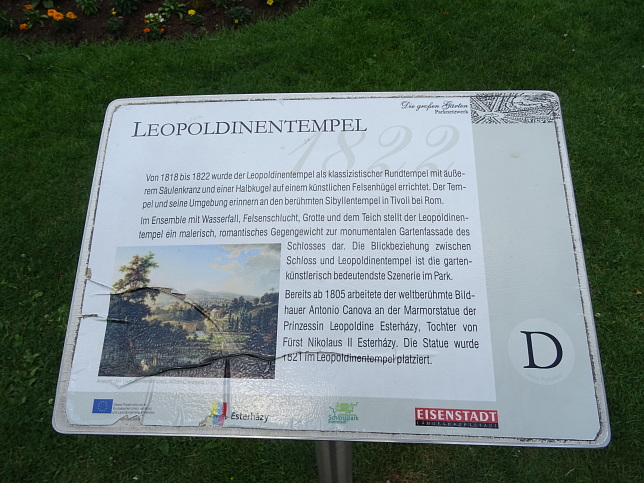 Die großen Gärten
Parknetzwerk
LEOPOLDINENTEMPEL
1822
Von 1818 bis 1822 wurde der Leopoldinentempel als klassizistischer Rundtempel mit äuße-
rem Säulenkranz und einer Halbkugel auf einem künstlichen Felsenhügel errichtet. Der Tem-
pel und seine Umgebung erinnern an den berühmten Sibyllentempel in Tivoli bei Rom.
Im Ensemble mit Wasserfall, Felsenschlucht, Grotte und dem Teich stellt der Leopoldinen-
tempel ein malerisch, romantisches Gegengewicht zur monumentalen Gartenfassade des
Schlosses dar. Die Blickbeziehung zwischen
Schloss und Leopoldinentempel ist die garten-
künstlerisch bedeutendste Szenerie im Park.
Bereits ab 1805 arbeitete der weltberühmte Bild-
hauer Antonio Canova an der Marmorstatue der
Prinzessin Leopoldine Esterházy, Tochter von
Fürst Nikolaus II Esterházy. Die Statue wurde
1821 im Leopoldinentempel platziert.
D
Esterházy
Schlosspark
EISENSTADT